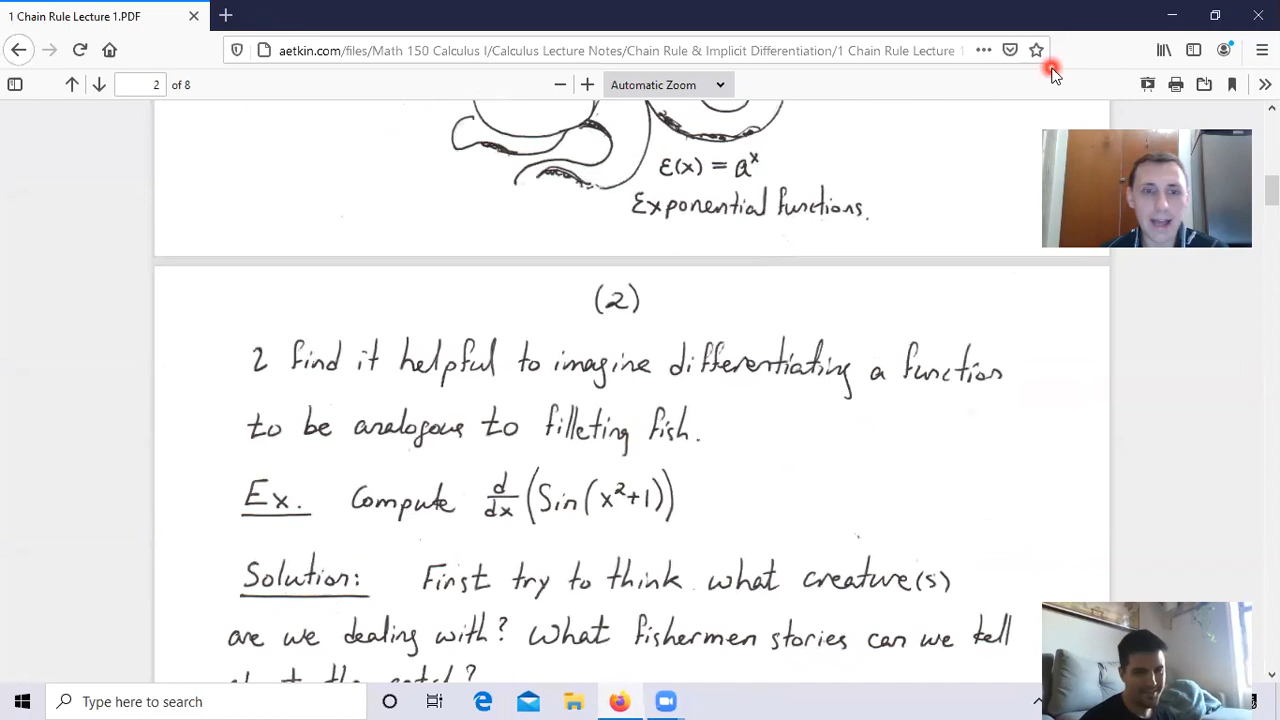 1 Chain Rule Lecture 1.PDF
aetkin.com/files/Math 150 Calculus I/Calculus Lecture Notes/Chain Rule & Implicit Differentiation/1 Chain Rule Lecture 1
2 of 8
Automatic Zoom
ε(x) = a^x
Exponential functions.
(2)
I find it helpful to imagine differentiating a function
to be analogous to filleting fish.
Ex. Compute d/dx (Sin(x²+1))
Solution: First try to think what creature(s)
are we dealing with? What fishermen stories can we tell
Type here to search